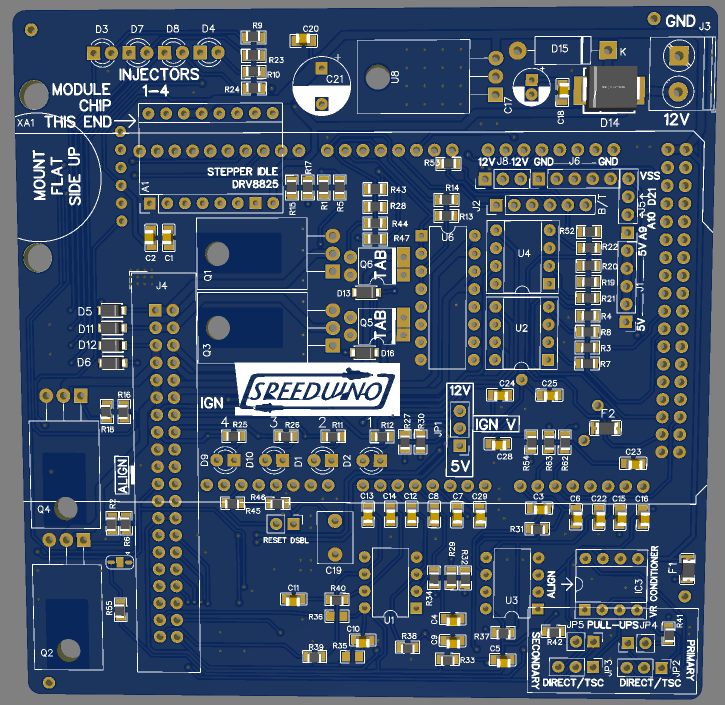 D3 D7 D8 D4
R9
C20
D15
K
GND
J3
INJECTORS
1-4
R23
R10
R24
C21
U8
C17
C18
D14
12V
MODULE
CHIP
THIS END
XA1
MOUNT
FLAT
SIDE UP
STEPPER IDLE
DRV8825
A1
R15
R17
R1
R5
R53
R43
R28
R44
R47
R14
R13
12V J8 12V GND J6 GND
VSS
D21
J5
A10
A9
J2
B/T
C2 C1
Q1
Q6
TAB
D13
U6
U4
R52
R22
R20
R19
R21
5V
J1
5V
J4
D5
D11
D12
D6
Q3
Q5
TAB
D16
U2
R4
R8
R3
R7
SPEEDUINO
IGN
12V
JP1
5V
IGN V
C24 C25
F2
C28
R54
R63
R62
C23
R16
R18
4 3 2 1
R25 R26 R11 R12
R27
R30
D9 D10 D1 D2
ALIGN
Q4
R2
R6
R45
R46
RESET DSBL
C19
C13 C14 C12 C8 C7 C29
C3
R31
C6 C22 C15 C16
Q2
R55
C11
R40
R36
R39
R35
C10
U1
R38
R34
R29
R32
C4
C9
R33
U3
R37
C5
ALIGN
IC3
VR CONDITIONER
F1
R42
JP5 PULL-UPS JP4
R41
SECONDARY
JP3
JP2
DIRECT/TSC DIRECT/TSC
PRIMARY